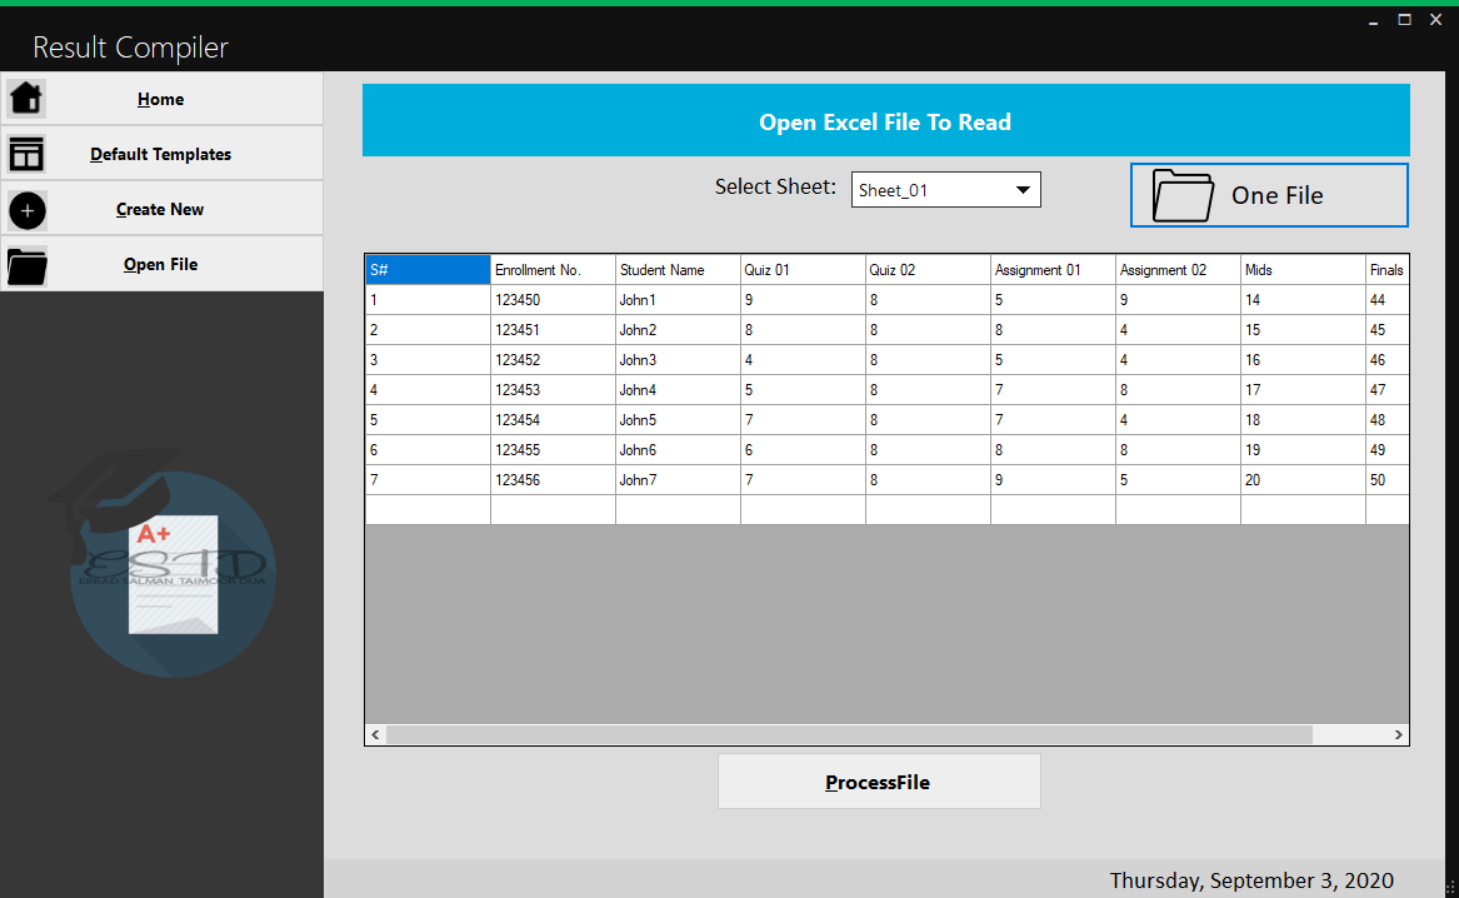 Result Compiler
Home
Default Templates
Create New
Open File
A+
ESTD
ESBAD SALMAN TAIMOOR DUA
Open Excel File To Read
Select Sheet: Sheet_01
One File
S# Enrollment No. Student Name Quiz 01 Quiz 02 Assignment 01 Assignment 02 Mids Finals
1 123450 John1 9 8 5 9 14 44
2 123451 John2 8 8 8 4 15 45
3 123452 John3 4 8 5 4 16 46
4 123453 John4 5 8 7 8 17 47
5 123454 John5 7 8 7 4 18 48
6 123455 John6 6 8 8 8 19 49
7 123456 John7 7 8 9 5 20 50
ProcessFile
Thursday, September 3, 2020